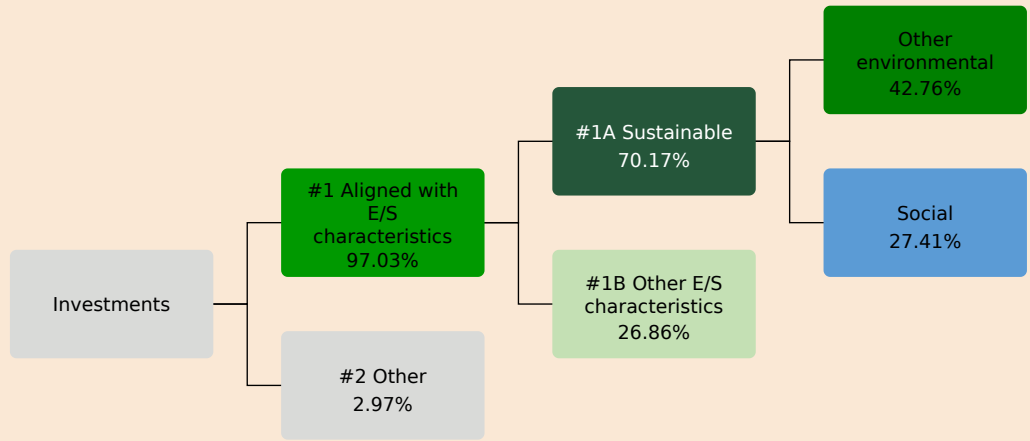 Investments
#1 Aligned with
E/S
characteristics
97.03%
#2 Other
2.97%
#1A Sustainable
70.17%
#1B Other E/S
characteristics
26.86%
Other
environmental
42.76%
Social
27.41%